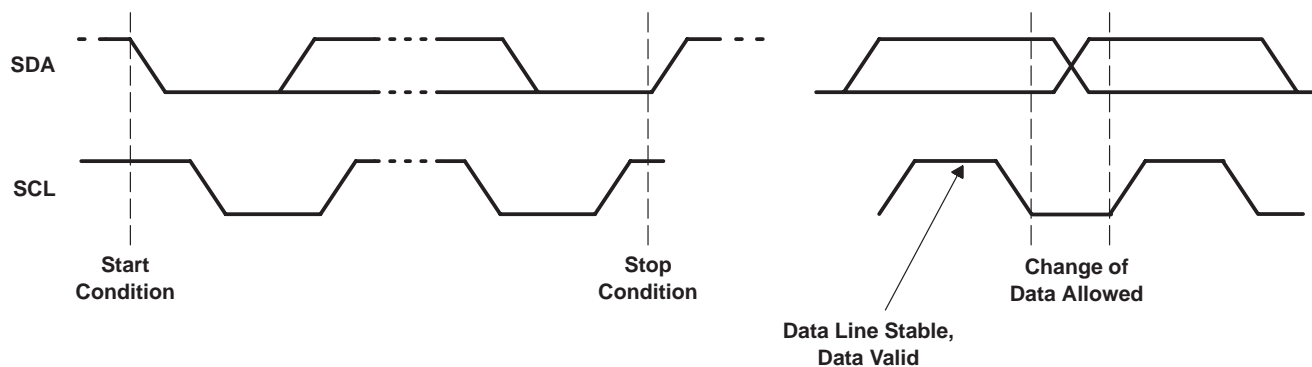 SDA
SCL
Start
Condition
Stop
Condition
Change of
Data Allowed
Data Line Stable,
Data Valid